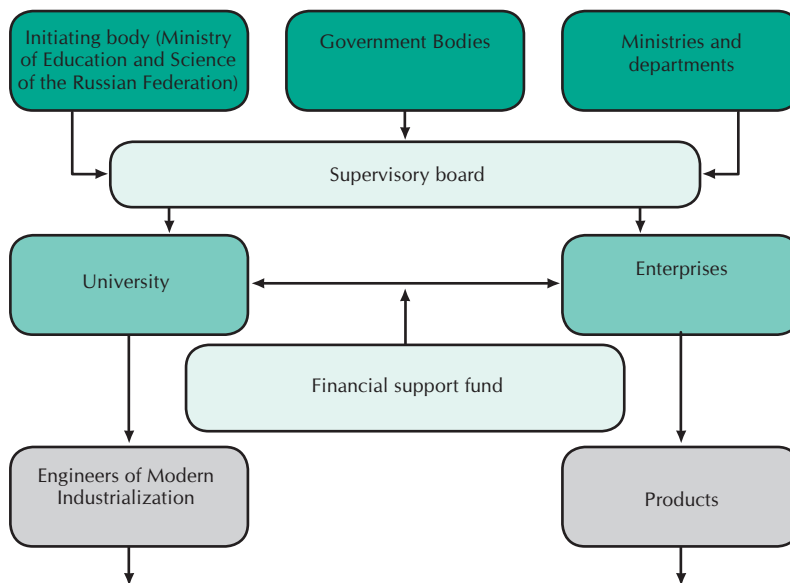 Initiating body (Ministry
of Education and Science
of the Russian Federation)
Government Bodies
Ministries and
departments
Supervisory board
University
Enterprises
Financial support fund
Engineers of Modern
Industrialization
Products